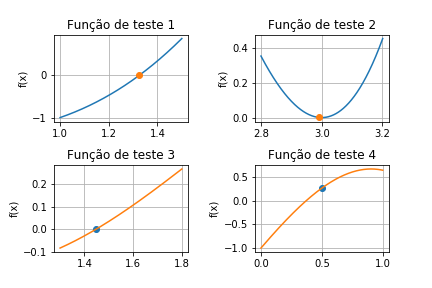 Função de teste 1
f(x)
0
−1
1.0 1.2 1.4
Função de teste 2
f(x)
0.4
0.2
0.0
2.8 3.0 3.2
Função de teste 3
f(x)
0.2
0.1
0.0
−0.1
1.4 1.6 1.8
Função de teste 4
f(x)
0.5
0.0
−0.5
−1.0
0.0 0.5 1.0